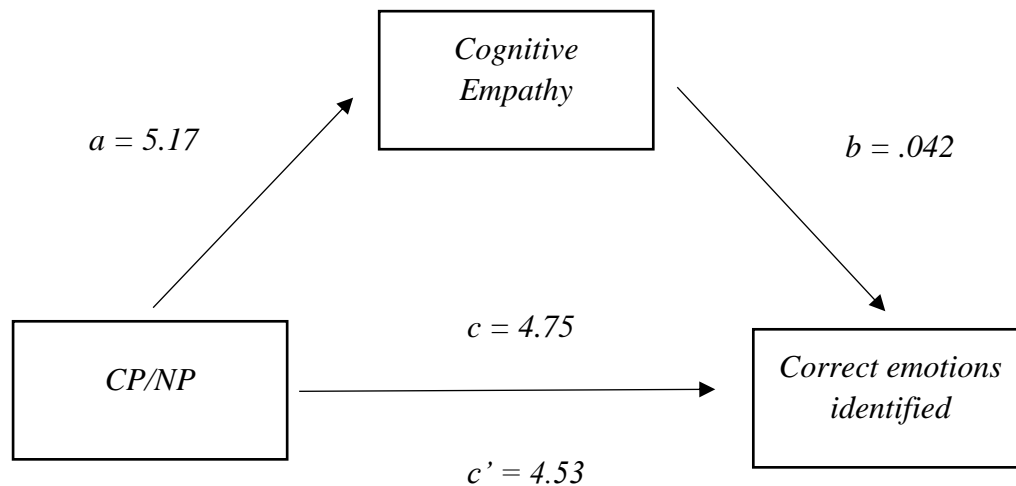 Cognitive
Empathy
a = 5.17
b = .042
c = 4.75
CP/NP
Correct emotions
identified
c’ = 4.53